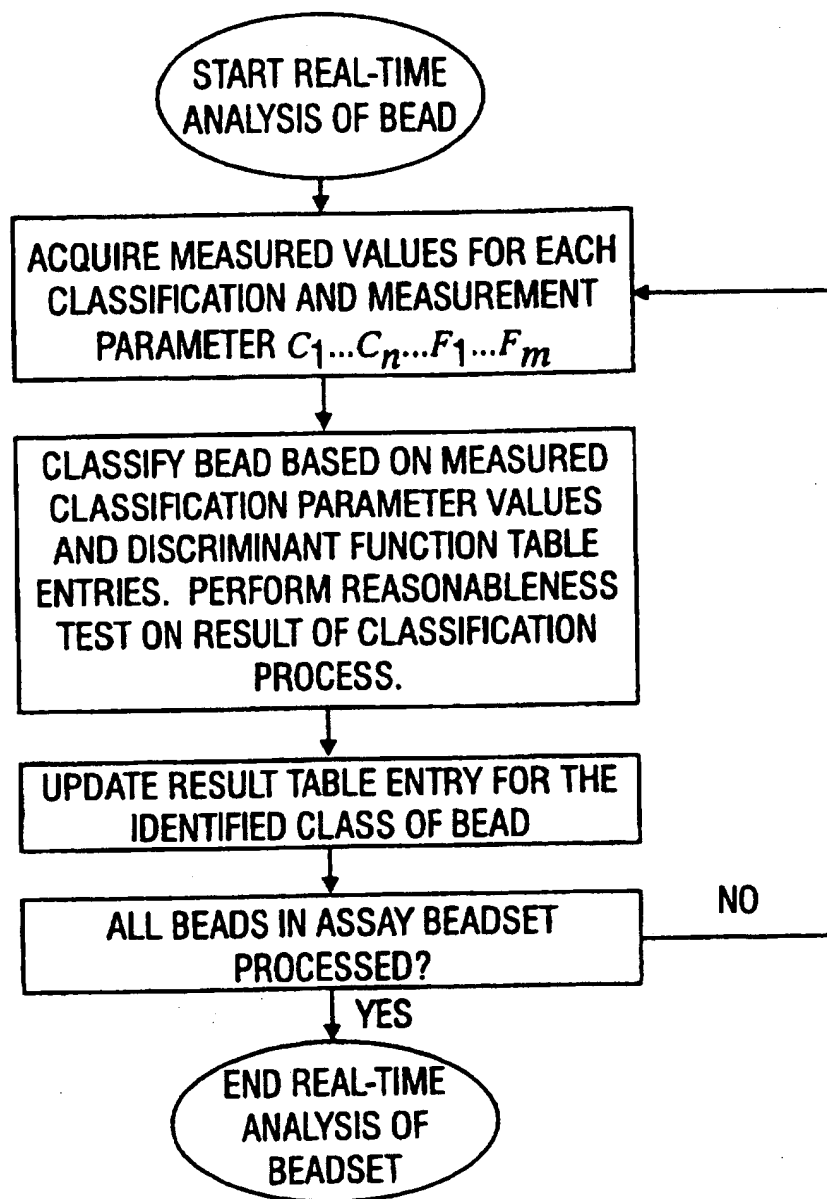 START REAL-TIME
ANALYSIS OF BEAD
ACQUIRE MEASURED VALUES FOR EACH
CLASSIFICATION AND MEASUREMENT
PARAMETER C1...Cn...F1...Fm
CLASSIFY BEAD BASED ON MEASURED
CLASSIFICATION PARAMETER VALUES
AND DISCRIMINANT FUNCTION TABLE
ENTRIES. PERFORM REASONABLENESS
TEST ON RESULT OF CLASSIFICATION
PROCESS.
UPDATE RESULT TABLE ENTRY FOR THE
IDENTIFIED CLASS OF BEAD
ALL BEADS IN ASSAY BEADSET
PROCESSED?
NO
YES
END REAL-TIME
ANALYSIS OF
BEADSET